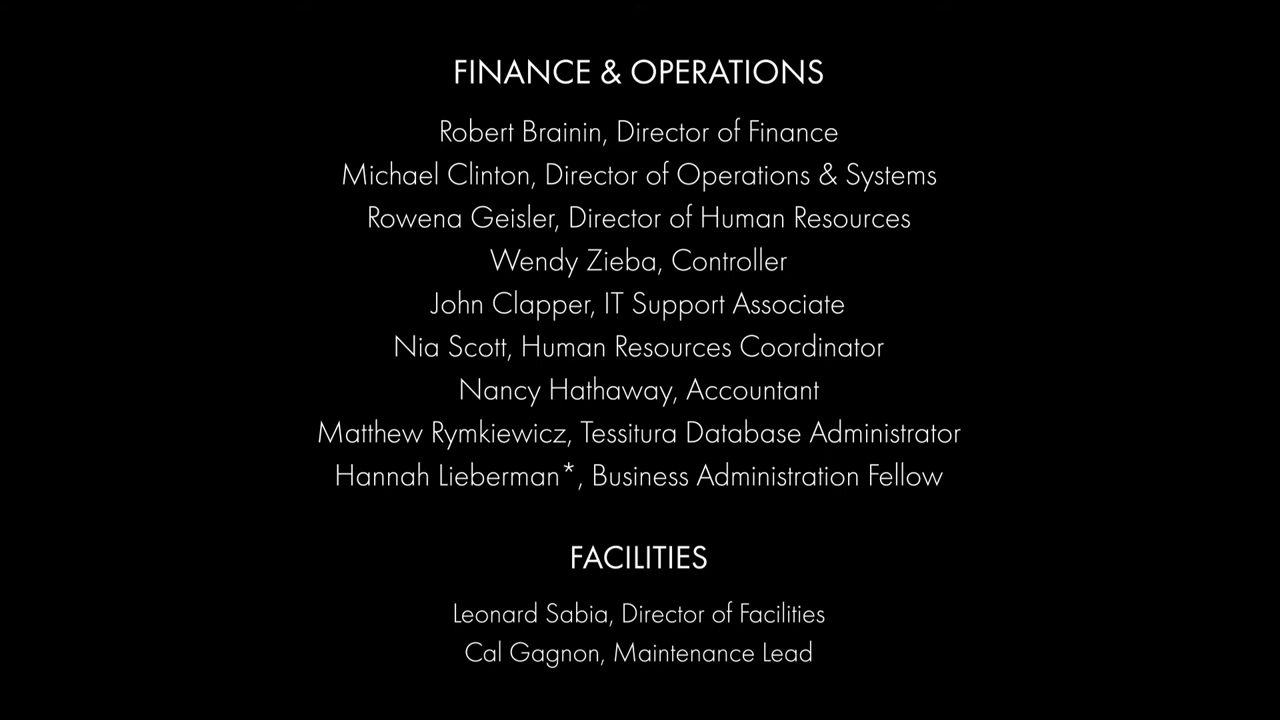 FINANCE & OPERATIONS
Robert Brainin, Director of Finance
Michael Clinton, Director of Operations & Systems
Rowena Geisler, Director of Human Resources
Wendy Zieba, Controller
John Clapper, IT Support Associate
Nia Scott, Human Resources Coordinator
Nancy Hathaway, Accountant
Matthew Rymkiewicz, Tessitura Database Administrator
Hannah Lieberman*, Business Administration Fellow
FACILITIES
Leonard Sabia, Director of Facilities
Cal Gagnon, Maintenance Lead